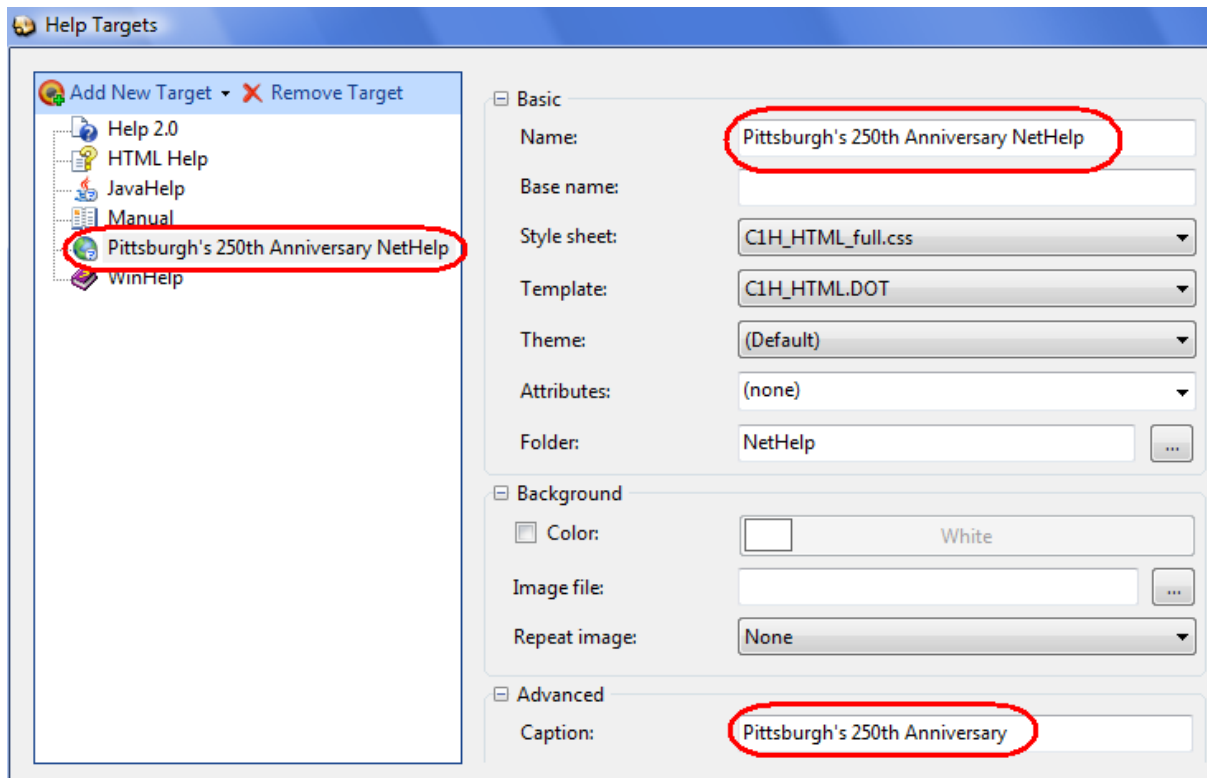 Help Targets
Add New Target Remove Target
Help 2.0
HTML Help
JavaHelp
Manual
Pittsburgh's 250th Anniversary NetHelp
WinHelp
Basic
Name: Pittsburgh's 250th Anniversary NetHelp
Base name:
Style sheet: C1H_HTML_full.css
Template: C1H_HTML.DOT
Theme: (Default)
Attributes: (none)
Folder: NetHelp ...
Background
Color: White
Image file: ...
Repeat image: None
Advanced
Caption: Pittsburgh's 250th Anniversary